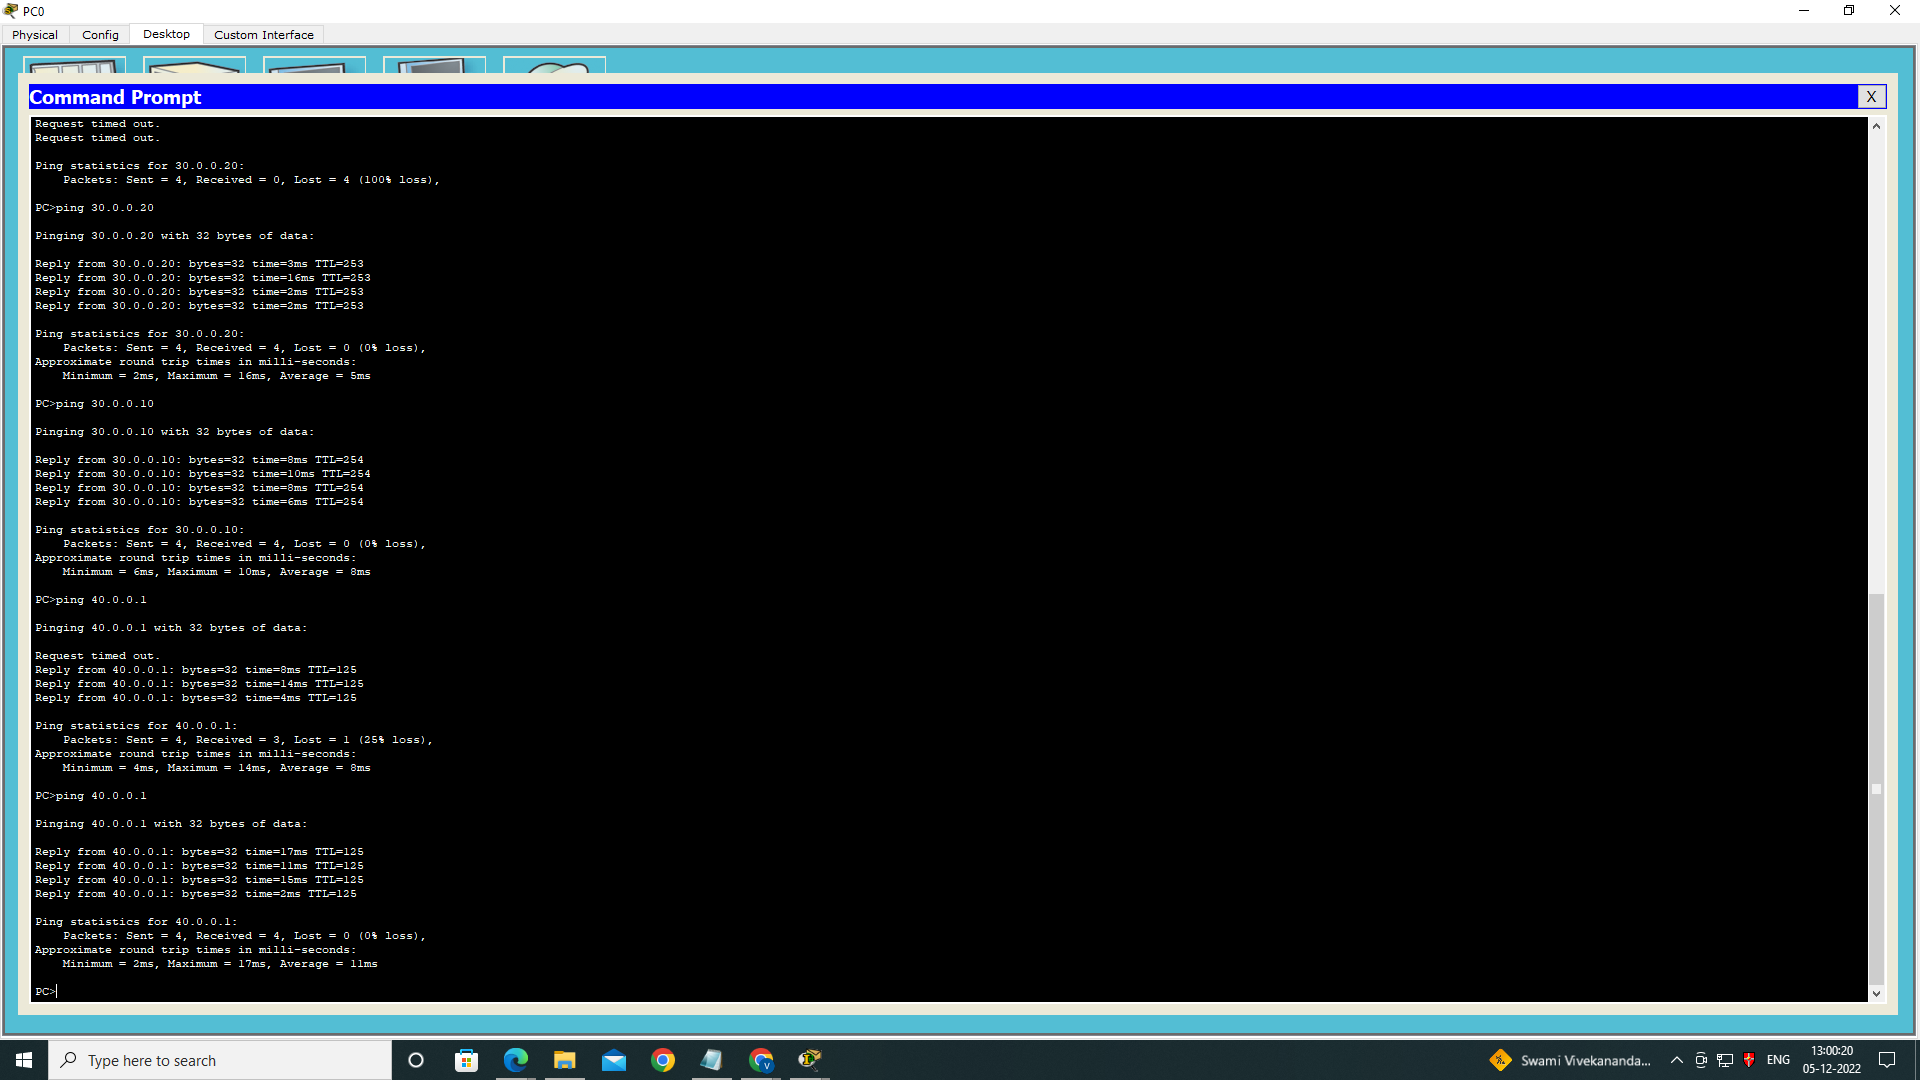 PC0
Physical Config Desktop Custom Interface
Command Prompt
X
Request timed out.
Request timed out.
Ping statistics for 30.0.0.20:
Packets: Sent = 4, Received = 0, Lost = 4 (100% loss),
PC>ping 30.0.0.20
Pinging 30.0.0.20 with 32 bytes of data:
Reply from 30.0.0.20: bytes=32 time=3ms TTL=253
Reply from 30.0.0.20: bytes=32 time=16ms TTL=253
Reply from 30.0.0.20: bytes=32 time=2ms TTL=253
Reply from 30.0.0.20: bytes=32 time=2ms TTL=253
Ping statistics for 30.0.0.20:
Packets: Sent = 4, Received = 4, Lost = 0 (0% loss),
Approximate round trip times in milli-seconds:
Minimum = 2ms, Maximum = 16ms, Average = 5ms
PC>ping 30.0.0.10
Pinging 30.0.0.10 with 32 bytes of data:
Reply from 30.0.0.10: bytes=32 time=8ms TTL=254
Reply from 30.0.0.10: bytes=32 time=10ms TTL=254
Reply from 30.0.0.10: bytes=32 time=8ms TTL=254
Reply from 30.0.0.10: bytes=32 time=6ms TTL=254
Ping statistics for 30.0.0.10:
Packets: Sent = 4, Received = 4, Lost = 0 (0% loss),
Approximate round trip times in milli-seconds:
Minimum = 6ms, Maximum = 10ms, Average = 8ms
PC>ping 40.0.0.1
Pinging 40.0.0.1 with 32 bytes of data:
Request timed out.
Reply from 40.0.0.1: bytes=32 time=8ms TTL=125
Reply from 40.0.0.1: bytes=32 time=14ms TTL=125
Reply from 40.0.0.1: bytes=32 time=4ms TTL=125
Ping statistics for 40.0.0.1:
Packets: Sent = 4, Received = 3, Lost = 1 (25% loss),
Approximate round trip times in milli-seconds:
Minimum = 4ms, Maximum = 14ms, Average = 8ms
PC>ping 40.0.0.1
Pinging 40.0.0.1 with 32 bytes of data:
Reply from 40.0.0.1: bytes=32 time=17ms TTL=125
Reply from 40.0.0.1: bytes=32 time=11ms TTL=125
Reply from 40.0.0.1: bytes=32 time=15ms TTL=125
Reply from 40.0.0.1: bytes=32 time=2ms TTL=125
Ping statistics for 40.0.0.1:
Packets: Sent = 4, Received = 4, Lost = 0 (0% loss),
Approximate round trip times in milli-seconds:
Minimum = 2ms, Maximum = 17ms, Average = 11ms
PC>
Type here to search
Swami Vivekananda...
ENG
13:00:20
05-12-2022